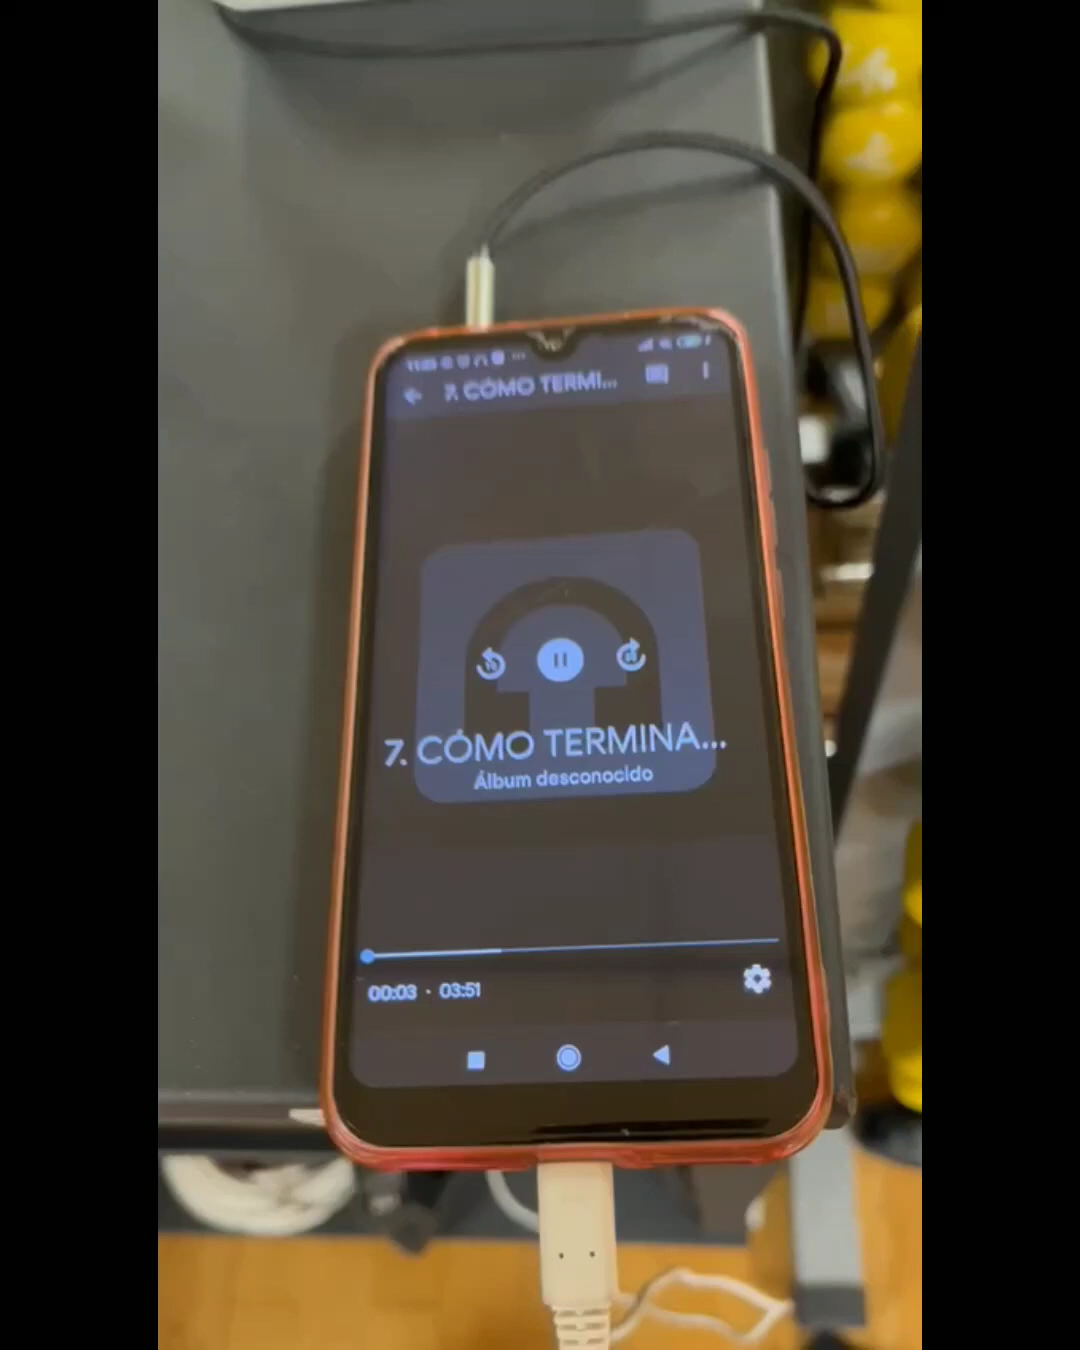 7. CÓMO TERMI...
7. CÓMO TERMINA...
Álbum desconocido
00:03 · 03:51